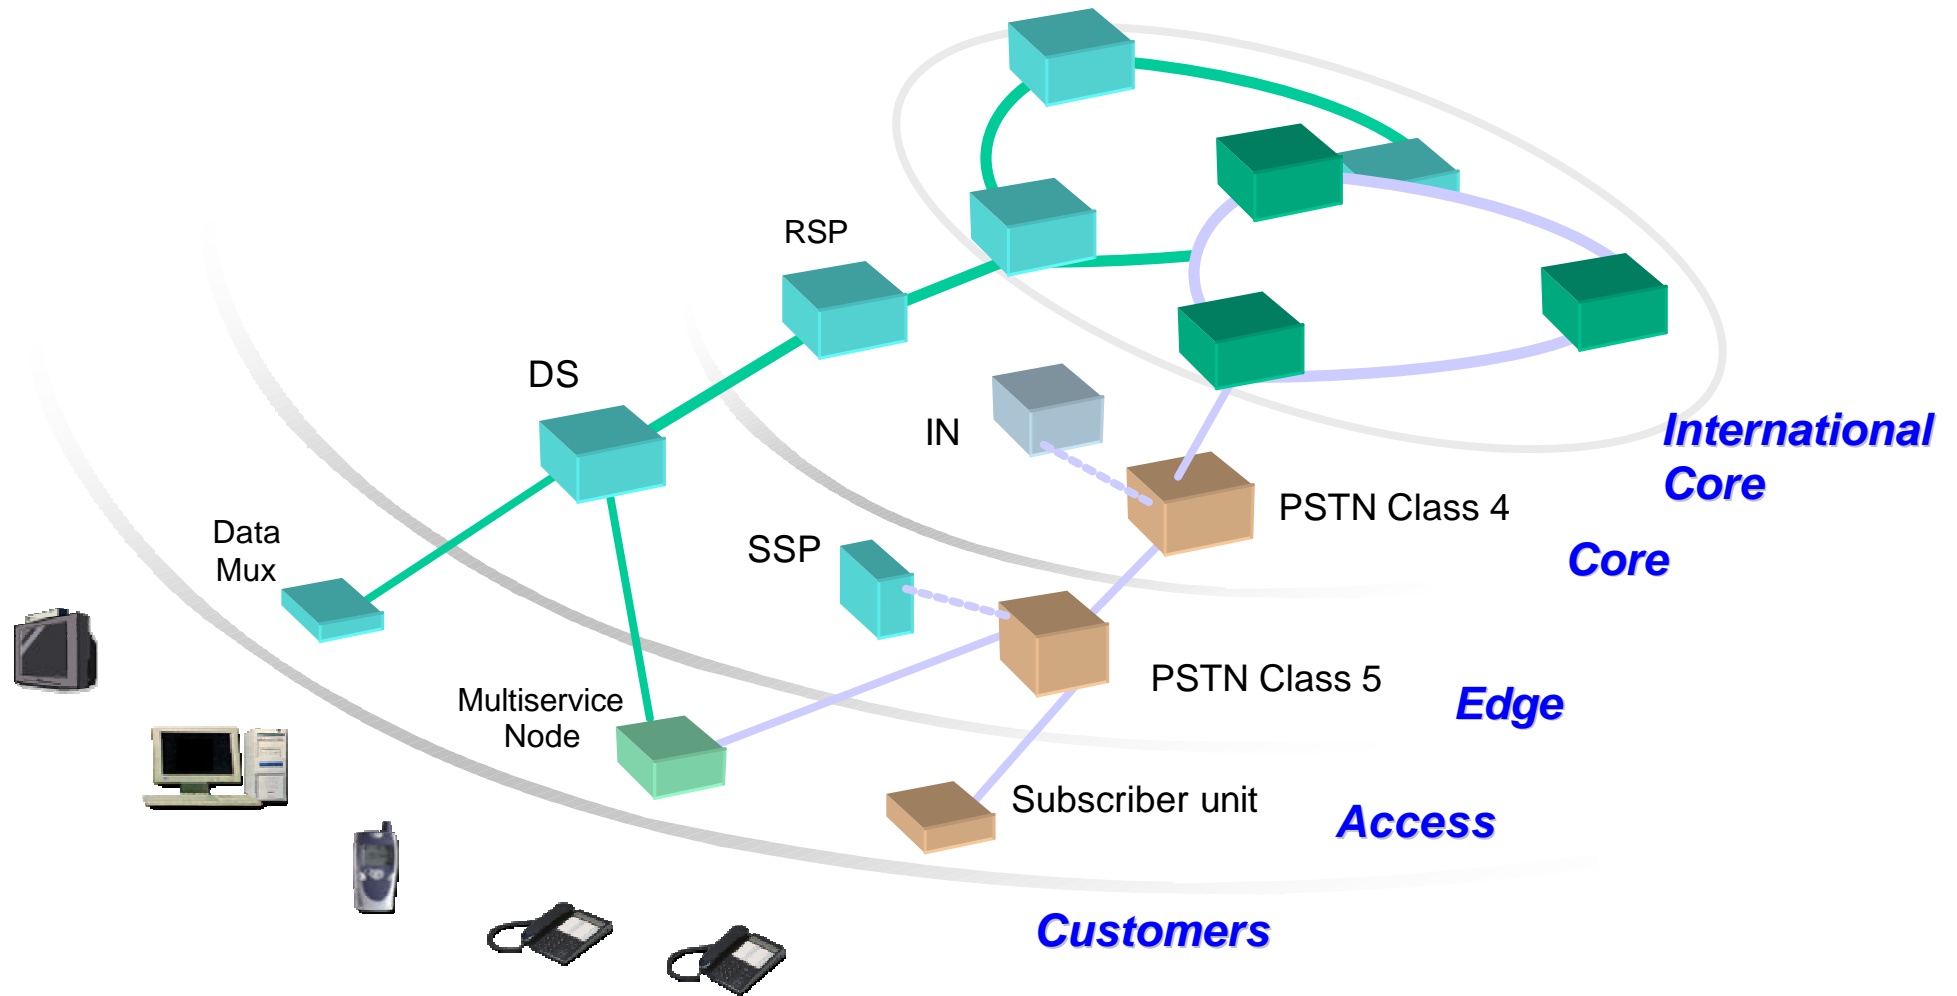 RSP
DS
IN
International
Core
PSTN Class 4
Data
Mux
SSP
Core
PSTN Class 5
Multiservice
Node
Edge
Subscriber unit
Access
Customers